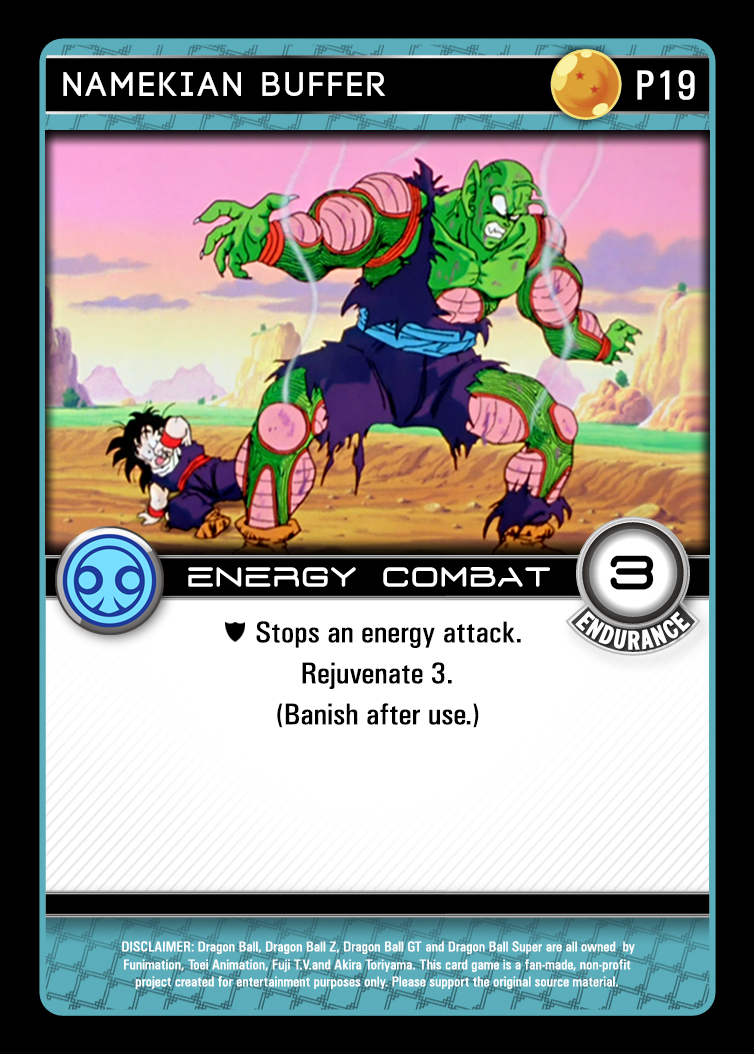 NAMEKIAN BUFFER P19
ENERGY COMBAT 3
ENDURANCE
Stops an energy attack.
Rejuvenate 3.
(Banish after use.)
DISCLAIMER: Dragon Ball, Dragon Ball Z, Dragon Ball GT and Dragon Ball Super are all owned by
Funimation, Toei Animation, Fuji T.V.and Akira Toriyama. This card game is a fan-made, non-profit
project created for entertainment purposes only. Please support the original source material.